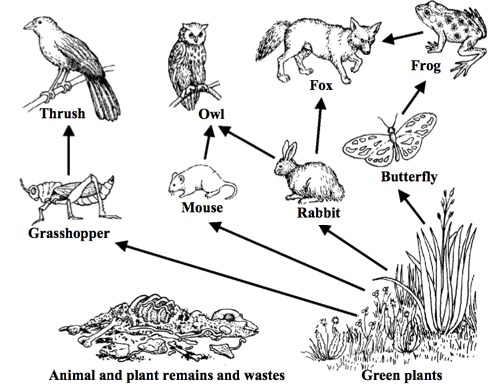 Thrush
Owl
Fox
Frog
Grasshopper
Mouse
Rabbit
Butterfly
Animal and plant remains and wastes
Green plants